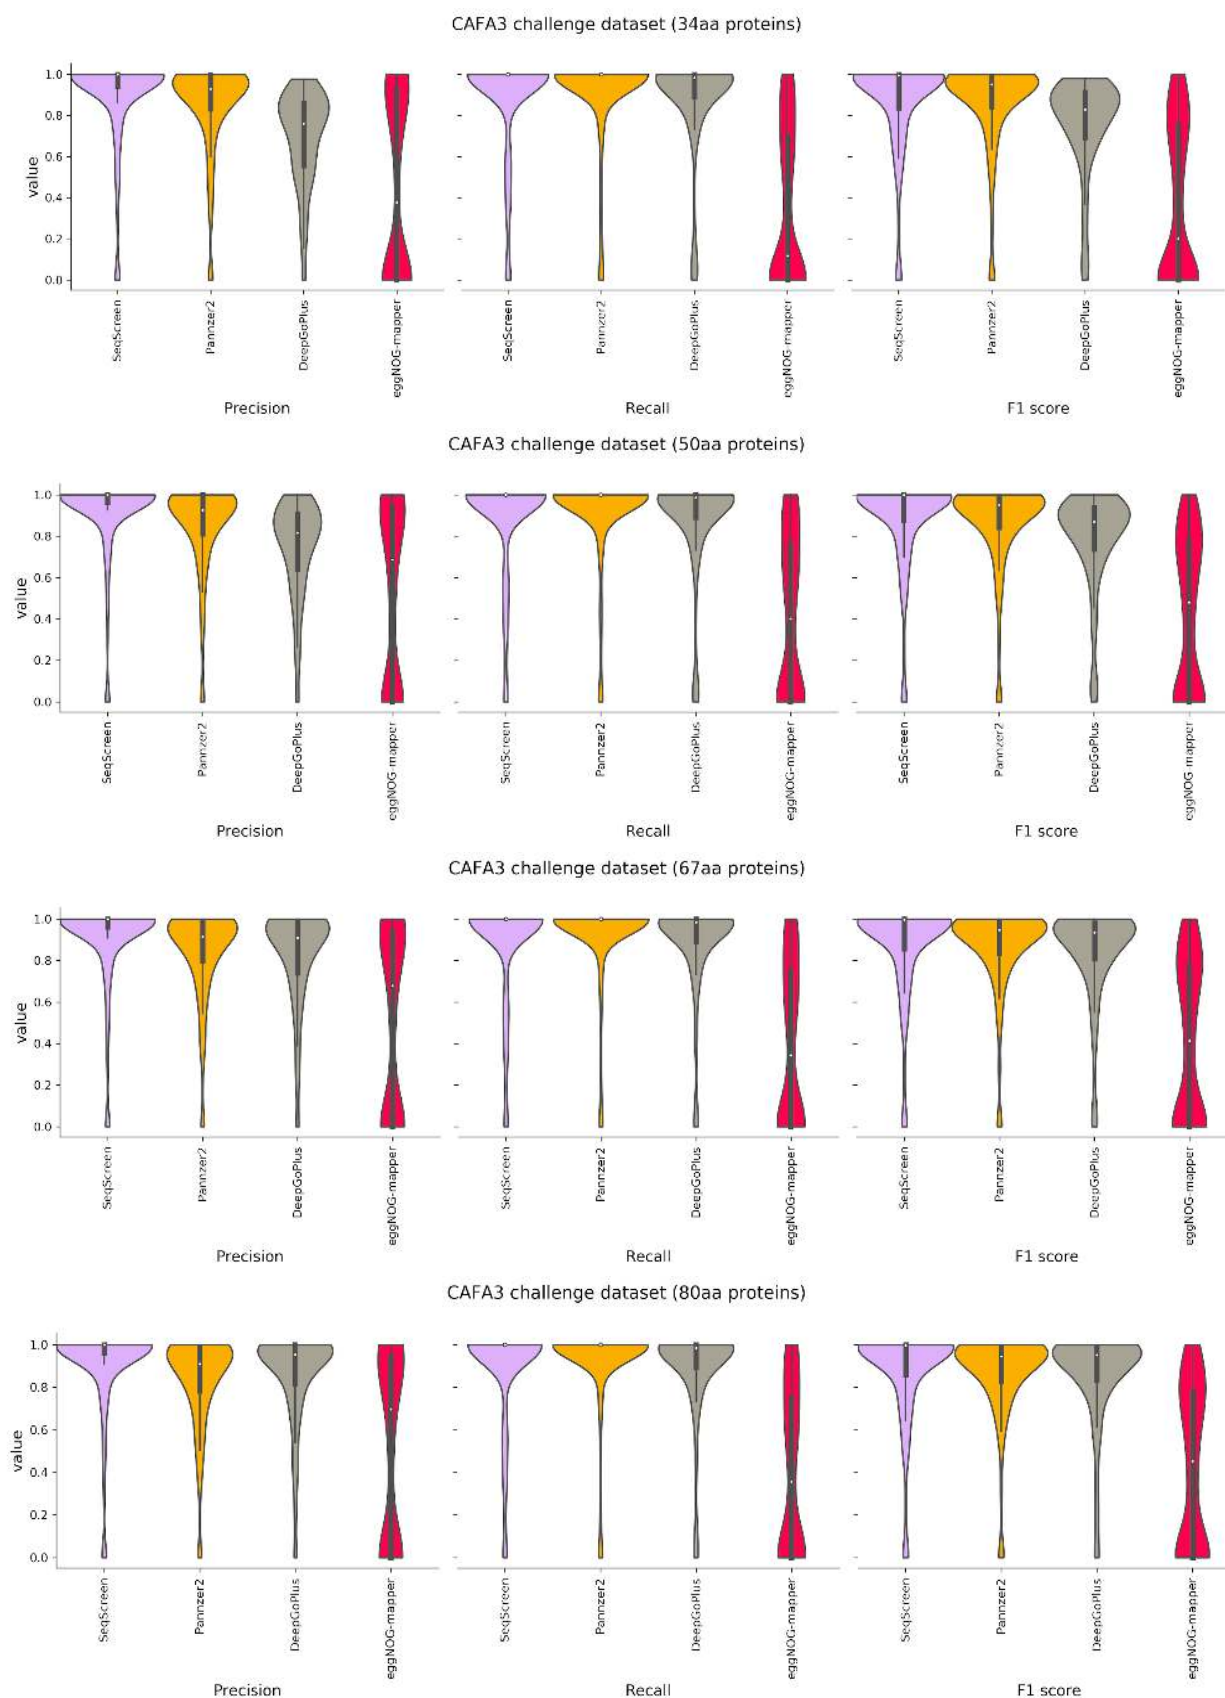 CAFA3 challenge dataset (34aa proteins)
1.0
0.8
0.6
0.4
0.2
0.0
value
SeqScreen
Pannzer2
DeepGoPlus
eggNOG-mapper
SeqScreen
Pannzer2
DeepGoPlus
eggNOG-mapper
SeqScreen
Pannzer2
DeepGoPlus
eggNOG-mapper
Precision
Recall
F1 score
CAFA3 challenge dataset (50aa proteins)
1.0
0.8
0.6
0.4
0.2
0.0
value
SeqScreen
Pannzer2
DeepGoPlus
eggNOG-mapper
SeqScreen
Pannzer2
DeepGoPlus
eggNOG-mapper
SeqScreen
Pannzer2
DeepGoPlus
eggNOG-mapper
Precision
Recall
F1 score
CAFA3 challenge dataset (67aa proteins)
1.0
0.8
0.6
0.4
0.2
0.0
value
SeqScreen
Pannzer2
DeepGoPlus
eggNOG-mapper
SeqScreen
Pannzer2
DeepGoPlus
eggNOG-mapper
SeqScreen
Pannzer2
DeepGoPlus
eggNOG-mapper
Precision
Recall
F1 score
CAFA3 challenge dataset (80aa proteins)
1.0
0.8
0.6
0.4
0.2
0.0
value
SeqScreen
Pannzer2
DeepGoPlus
eggNOG-mapper
SeqScreen
Pannzer2
DeepGoPlus
eggNOG-mapper
SeqScreen
Pannzer2
DeepGoPlus
eggNOG-mapper
Precision
Recall
F1 score